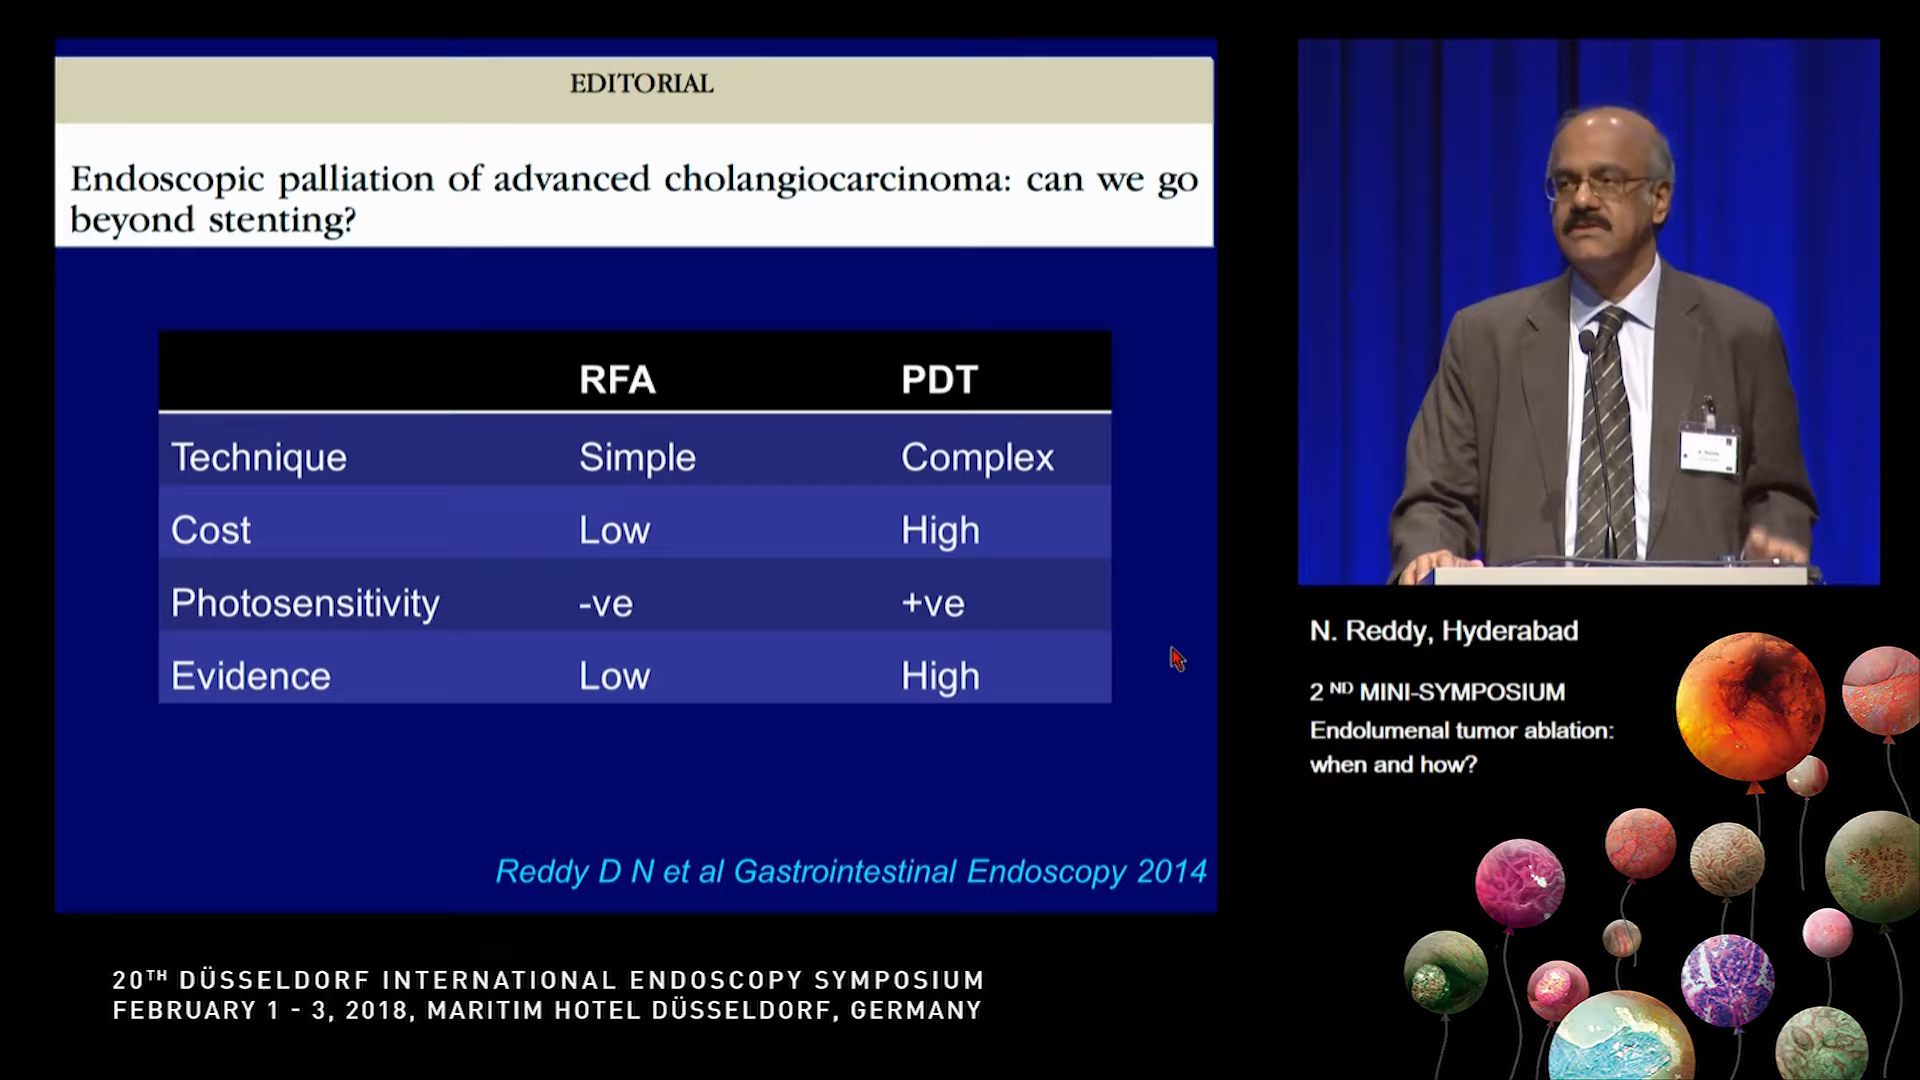 EDITORIAL
Endoscopic palliation of advanced cholangiocarcinoma: can we go
beyond stenting?
RFA PDT
Technique Simple Complex
Cost Low High
Photosensitivity -ve +ve
Evidence Low High
Reddy D N et al Gastrointestinal Endoscopy 2014
N. Reddy, Hyderabad
2 ND MINI-SYMPOSIUM
Endolumenal tumor ablation:
when and how?
20TH DÜSSELDORF INTERNATIONAL ENDOSCOPY SYMPOSIUM
FEBRUARY 1 - 3, 2018, MARITIM HOTEL DÜSSELDORF, GERMANY